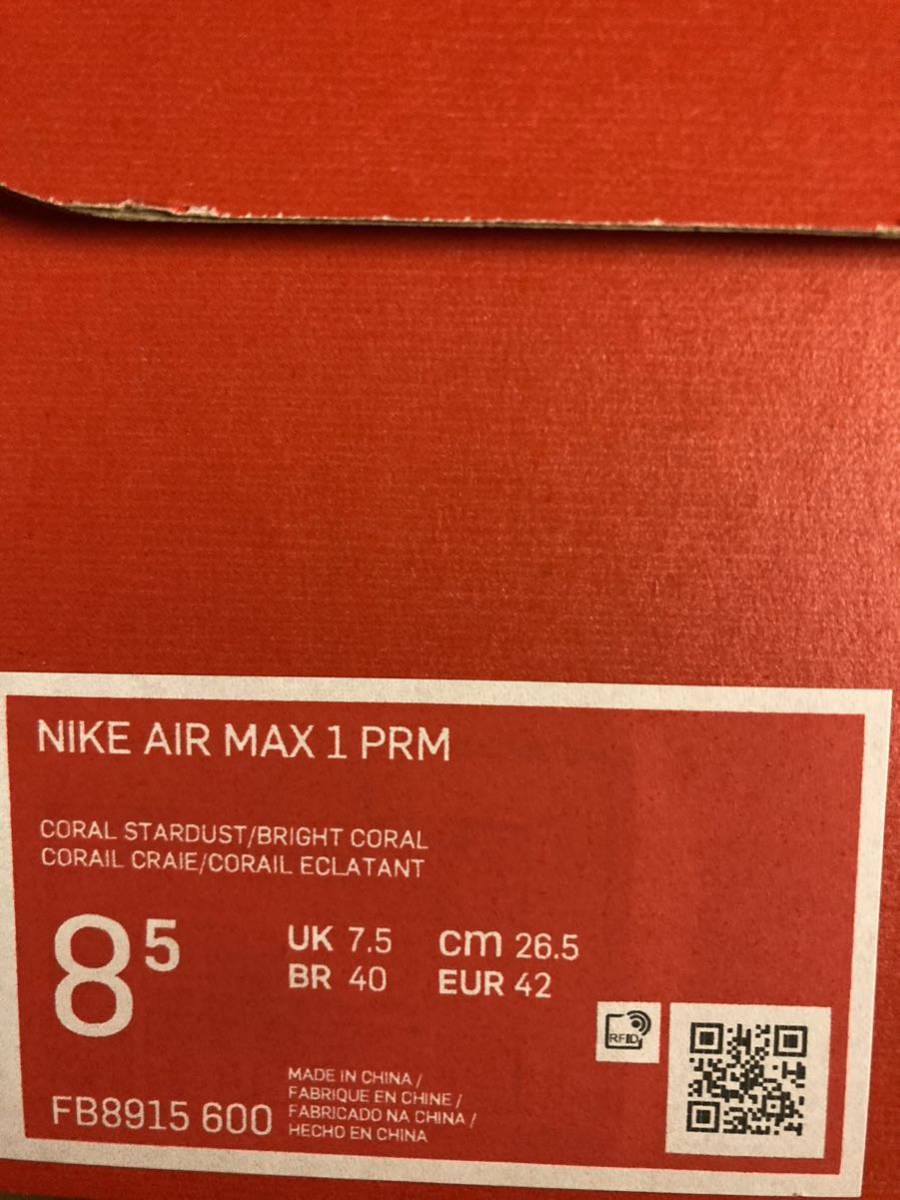 NIKE AIR MAX 1 PRM
CORAL STARDUST/BRIGHT CORAL
CORAIL CRAIE/CORAIL ECLATANT
8⁵
UK 7.5 cm 26.5
BR 40 EUR 42
RFID
FB8915 600
MADE IN CHINA /
FABRIQUE EN CHINE /
FABRICADO NA CHINA /
HECHO EN CHINA